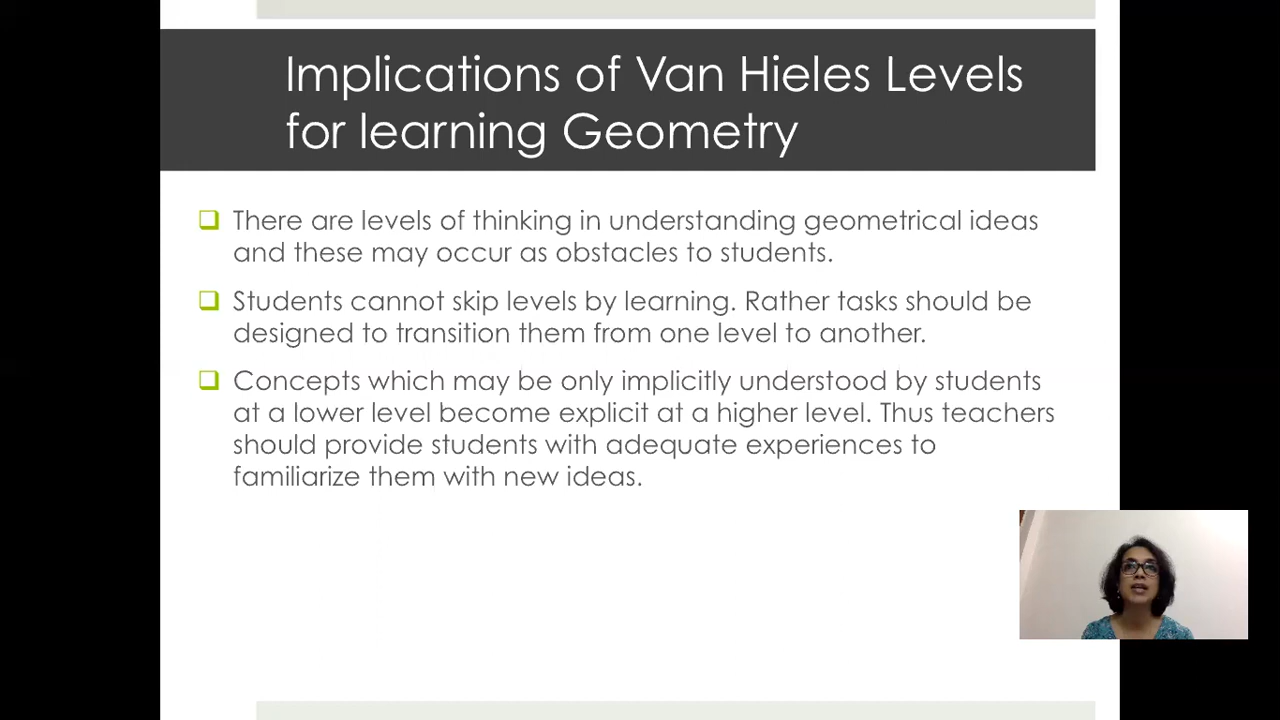 Implications of Van Hieles Levels
for learning Geometry
There are levels of thinking in understanding geometrical ideas
and these may occur as obstacles to students.
Students cannot skip levels by learning. Rather tasks should be
designed to transition them from one level to another.
Concepts which may be only implicitly understood by students
at a lower level become explicit at a higher level. Thus teachers
should provide students with adequate experiences to
familiarize them with new ideas.